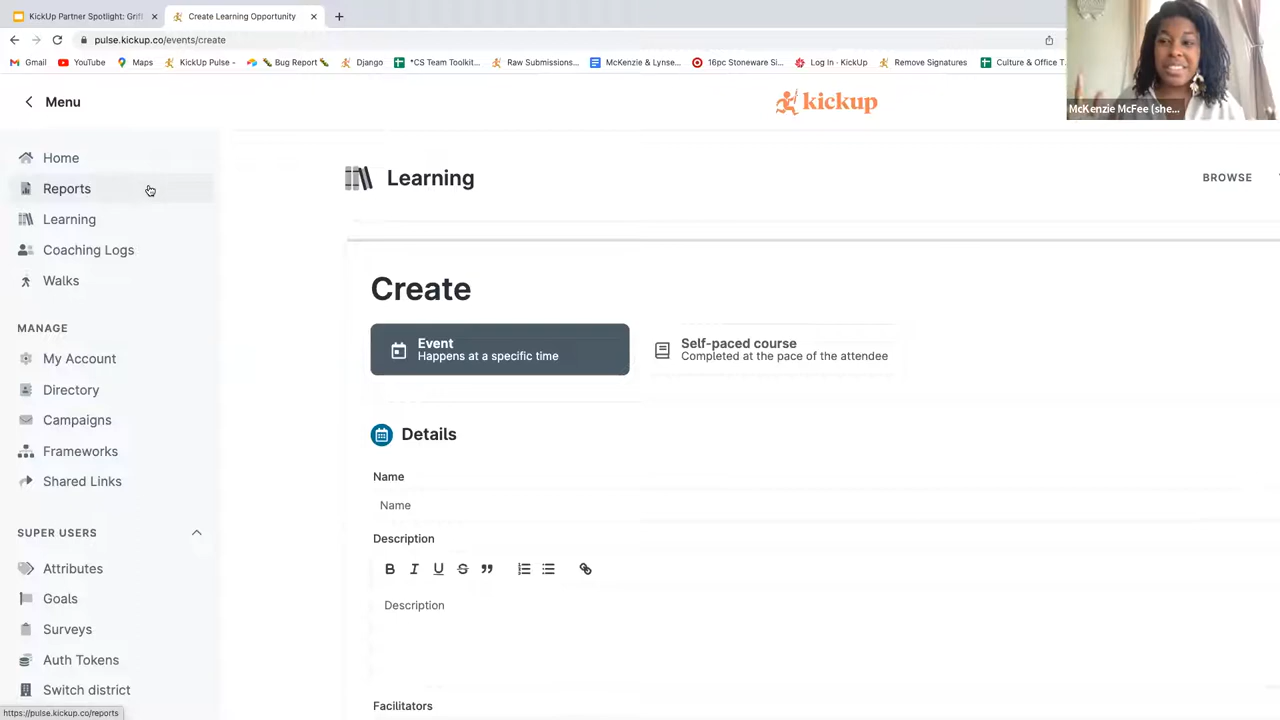 KickUp Partner Spotlight: Grif
Create Learning Opportunity
pulse.kickup.co/events/create
Gmail
YouTube
Maps
KickUp Pulse -
Bug Report
Django
*CS Team Toolkit...
Raw Submissions...
McKenzie & Lynse...
16pc Stoneware Si...
Log In · KickUp
Remove Signatures
Culture & Office T...
McKenzie McFee (she...
Menu
kickup
Home
Reports
Learning
Coaching Logs
Walks
MANAGE
My Account
Directory
Campaigns
Frameworks
Shared Links
SUPER USERS
Attributes
Goals
Surveys
Auth Tokens
Switch district
https://pulse.kickup.co/reports
Learning
BROWSE
Create
Event
Happens at a specific time
Self-paced course
Completed at the pace of the attendee
Details
Name
Name
Description
B I U S
Description
Facilitators